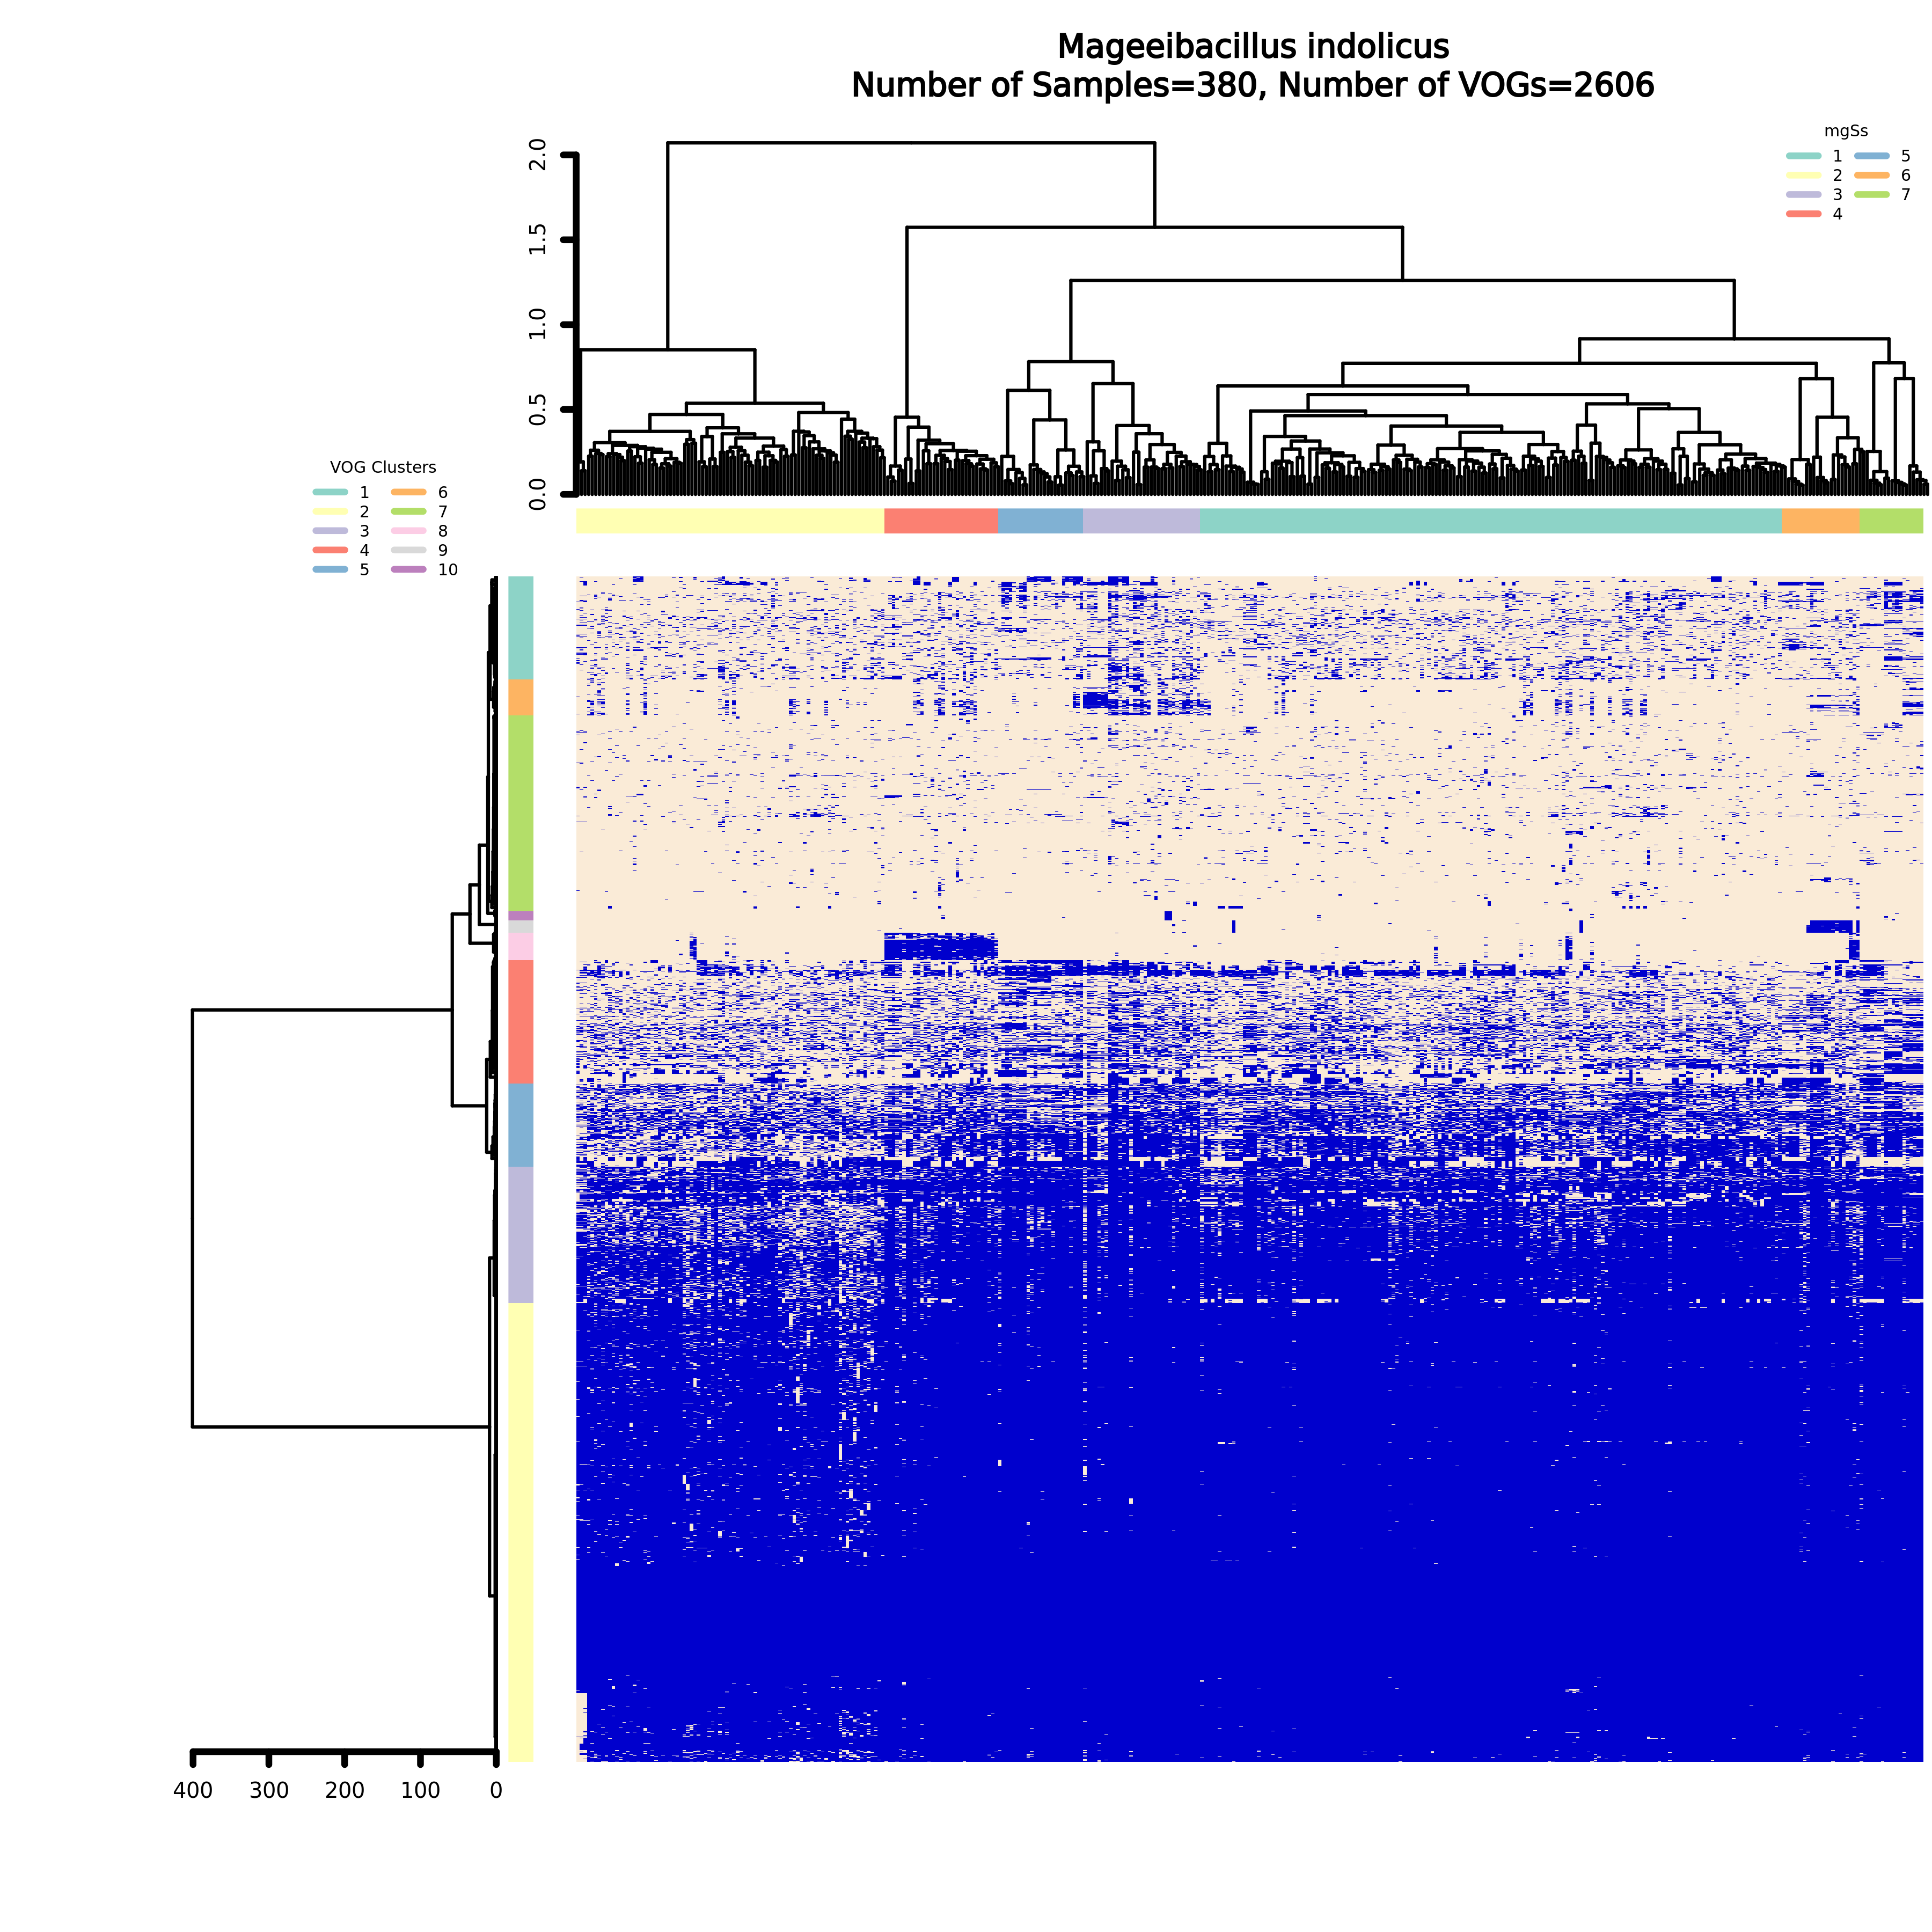 Mageeibacillus indolicus
Number of Samples=380, Number of VOGs=2606
mgSs
1 5
2 6
3 7
4
2.0
1.5
1.0
0.5
0.0
VOG Clusters
1 6
2 7
3 8
4 9
5 10
400 300 200 100 0